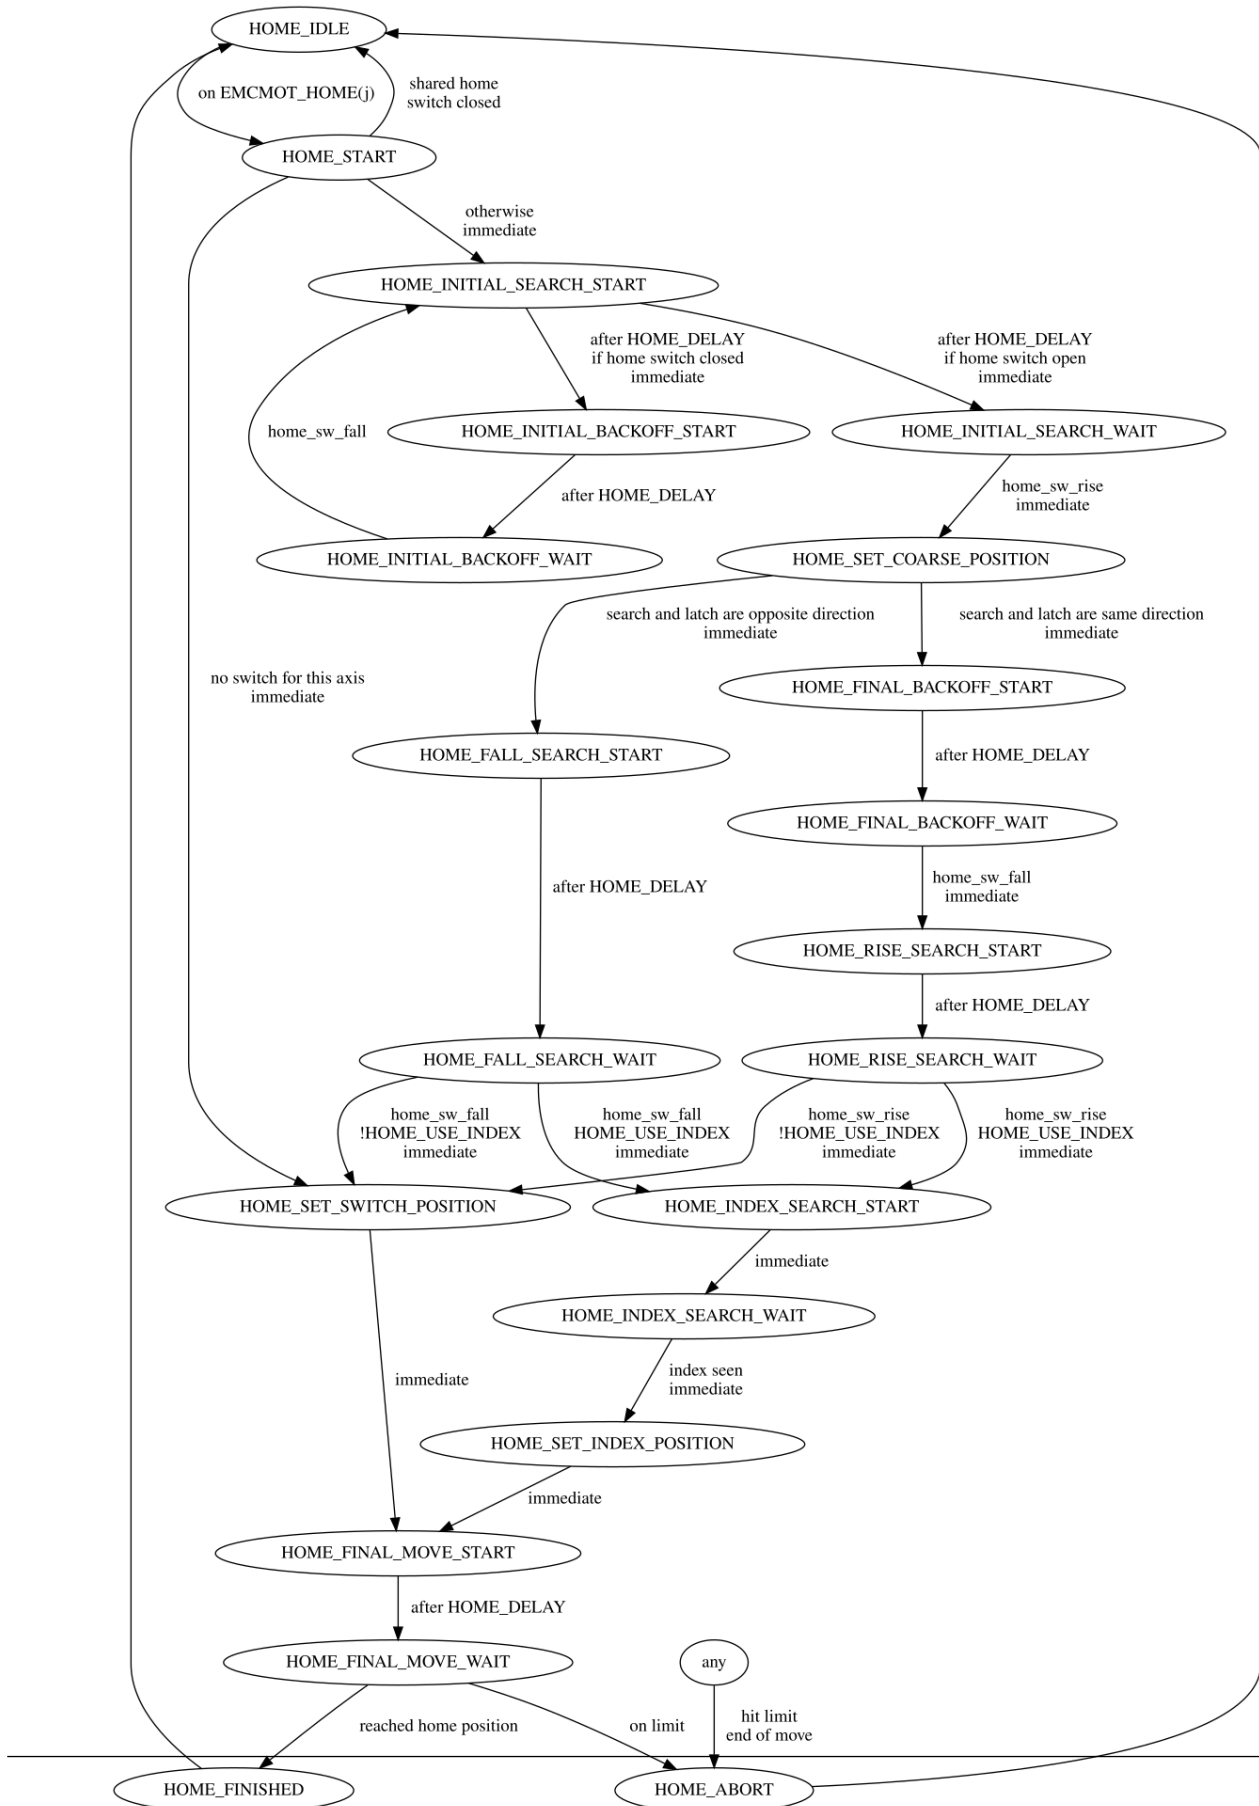 HOME_IDLE
on EMCMOT_HOME(j)
shared home
switch closed
HOME_START
otherwise
immediate
HOME_INITIAL_SEARCH_START
after HOME_DELAY
if home switch closed
immediate
after HOME_DELAY
if home switch open
immediate
home_sw_fall
HOME_INITIAL_BACKOFF_START
HOME_INITIAL_SEARCH_WAIT
after HOME_DELAY
home_sw_rise
immediate
HOME_INITIAL_BACKOFF_WAIT
HOME_SET_COARSE_POSITION
search and latch are opposite direction
immediate
search and latch are same direction
immediate
no switch for this axis
immediate
HOME_FINAL_BACKOFF_START
HOME_FALL_SEARCH_START
after HOME_DELAY
HOME_FINAL_BACKOFF_WAIT
after HOME_DELAY
home_sw_fall
immediate
HOME_RISE_SEARCH_START
after HOME_DELAY
HOME_FALL_SEARCH_WAIT
HOME_RISE_SEARCH_WAIT
home_sw_fall
!HOME_USE_INDEX
immediate
home_sw_fall
HOME_USE_INDEX
immediate
home_sw_rise
!HOME_USE_INDEX
immediate
home_sw_rise
HOME_USE_INDEX
immediate
HOME_SET_SWITCH_POSITION
HOME_INDEX_SEARCH_START
immediate
HOME_INDEX_SEARCH_WAIT
immediate
index seen
immediate
HOME_SET_INDEX_POSITION
immediate
HOME_FINAL_MOVE_START
after HOME_DELAY
HOME_FINAL_MOVE_WAIT
any
reached home position
on limit
hit limit
end of move
HOME_FINISHED
HOME_ABORT